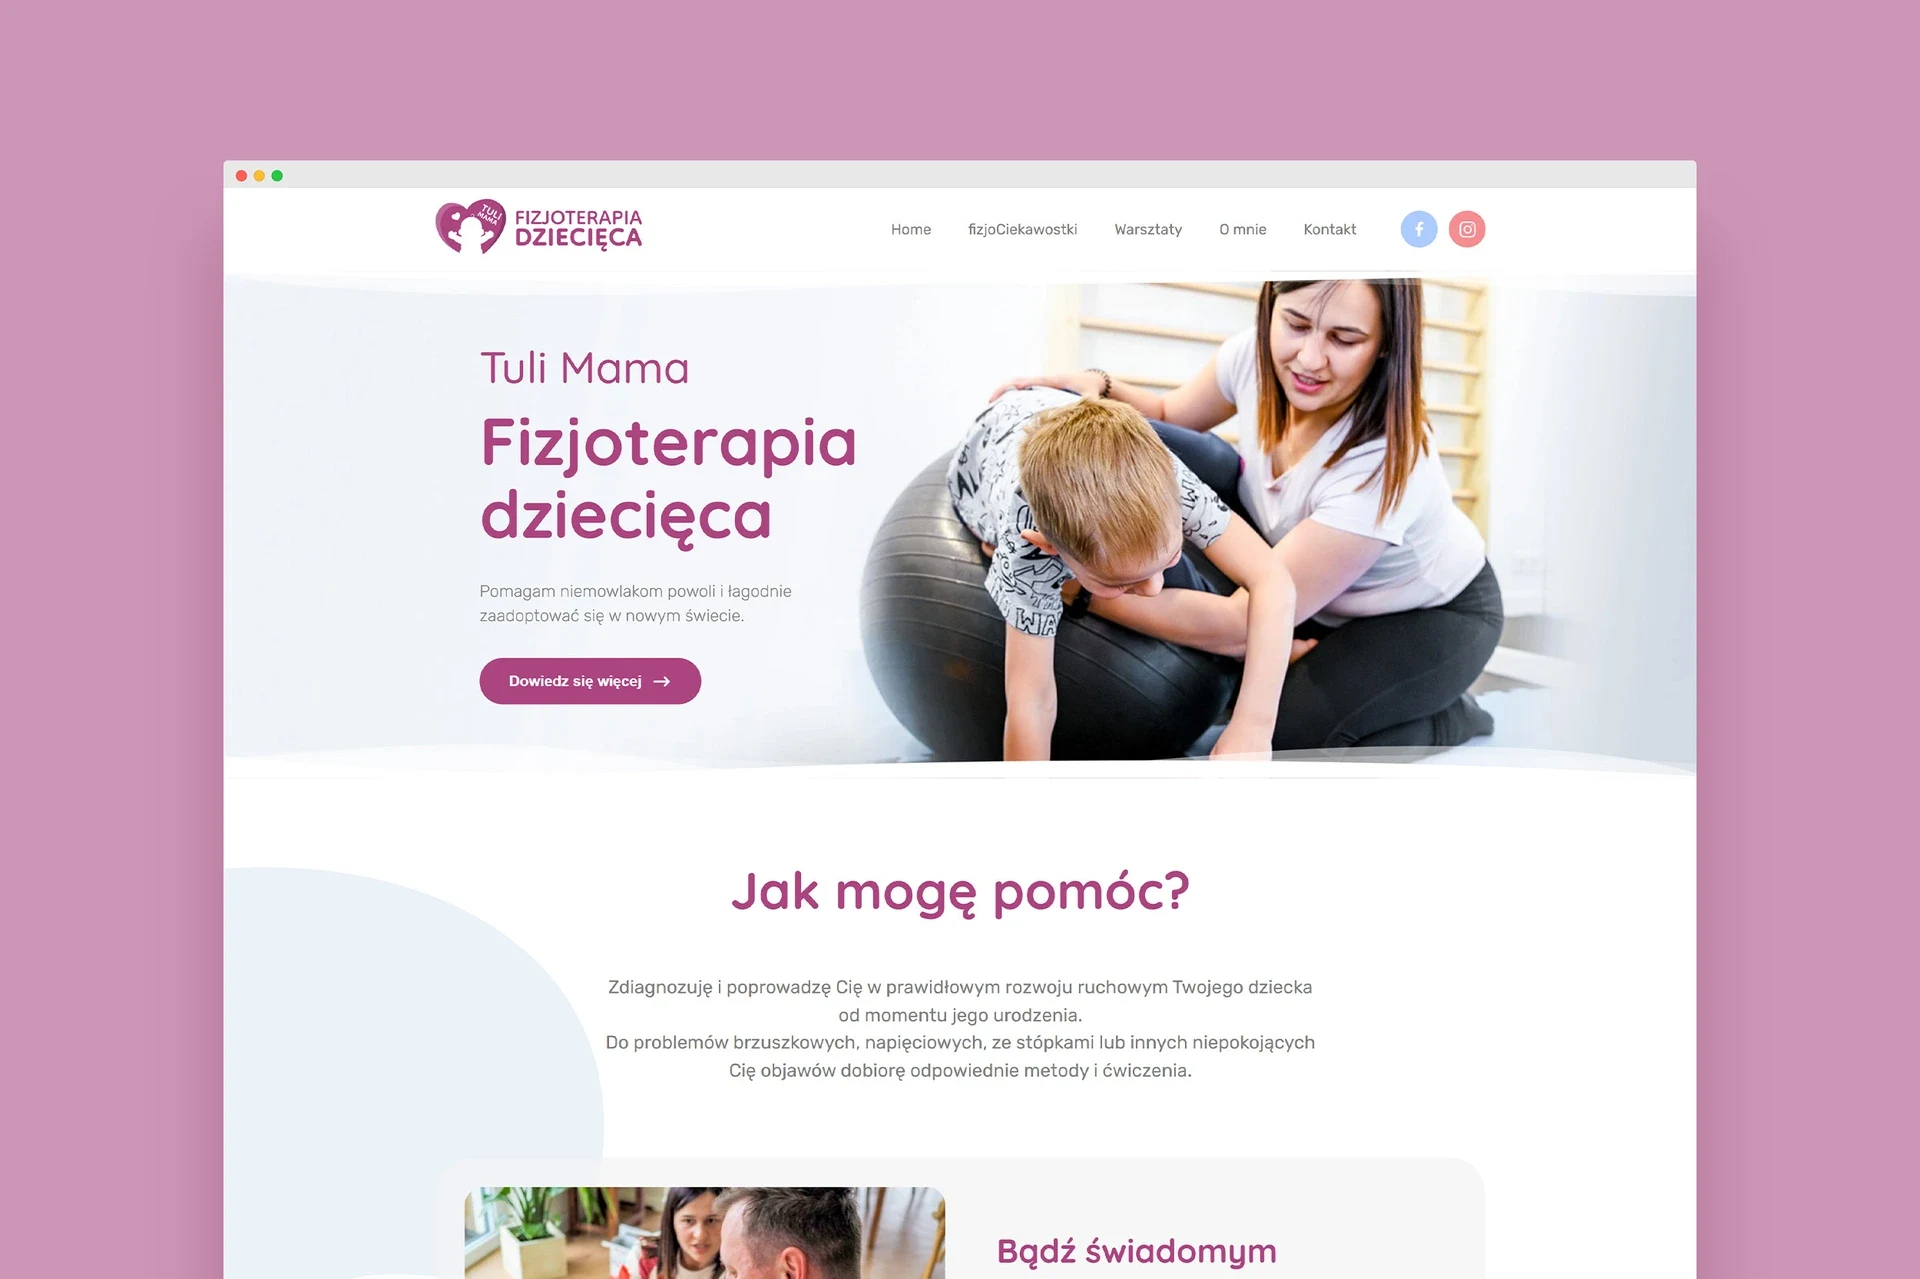 TULI
MAMA
FIZJOTERAPIA
DZIECIĘCA
Home
fizjoCiekawostki
Warsztaty
O mnie
Kontakt
Tuli Mama
Fizjoterapia
dziecięca
Pomagam niemowlakom powoli i łagodnie
zaadoptować się w nowym świecie.
Dowiedz się więcej
Jak mogę pomóc?
Zdiagnozuję i poprowadzę Cię w prawidłowym rozwoju ruchowym Twojego dziecka
od momentu jego urodzenia.
Do problemów brzuszkowych, napięciowych, ze stópkami lub innych niepokojących
Cię objawów dobiorę odpowiednie metody i ćwiczenia.
Bądź świadomym